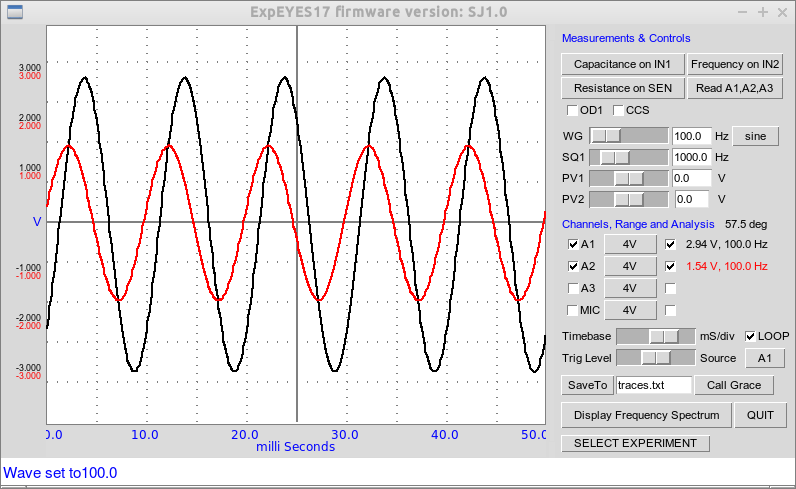 ExpEYES17 firmware version: SJ1.0
Measurements & Controls
Capacitance on IN1 Frequency on IN2
Resistance on SEN Read A1,A2,A3
OD1 CCS
WG 100.0 Hz sine
SQ1 1000.0 Hz
PV1 0.0 V
PV2 0.0 V
Channels, Range and Analysis 57.5 deg
A1 4V 2.94 V, 100.0 Hz
A2 4V 1.54 V, 100.0 Hz
A3 4V
MIC 4V
Timebase mS/div LOOP
Trig Level Source A1
SaveTo traces.txt Call Grace
Display Frequency Spectrum QUIT
SELECT EXPERIMENT
3.000
3.000
2.000
2.000
1.000
1.000
V
-1.000
-1.000
-2.000
-2.000
-3.000
-3.000
0.0 10.0 20.0 30.0 40.0 50.0
milli Seconds
Wave set to100.0